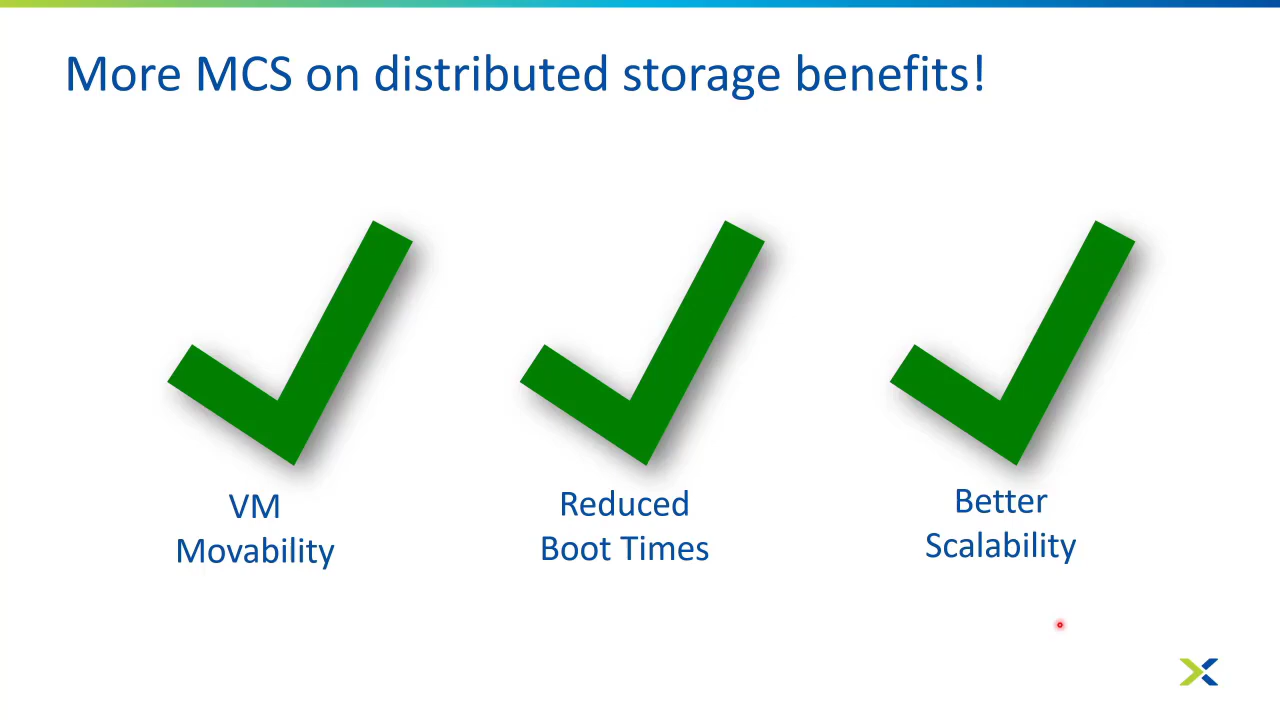 More MCS on distributed storage benefits!
VM
Movability
Reduced
Boot Times
Better
Scalability